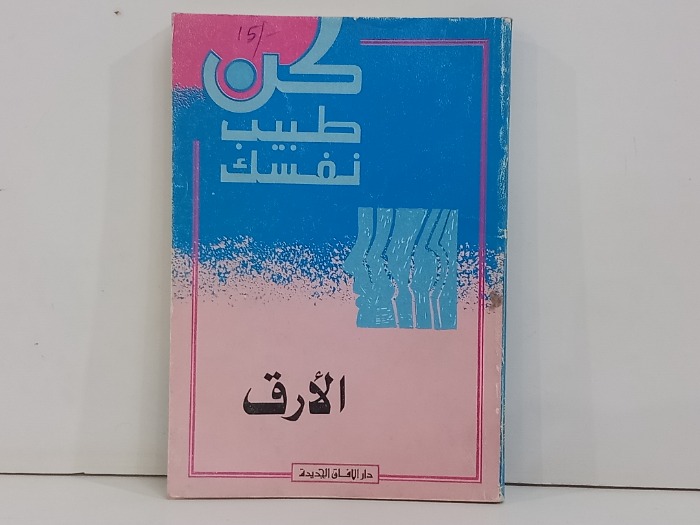 15/-
كن
طبيب
نفسك
الأرق
دار الآفاق الجديدة